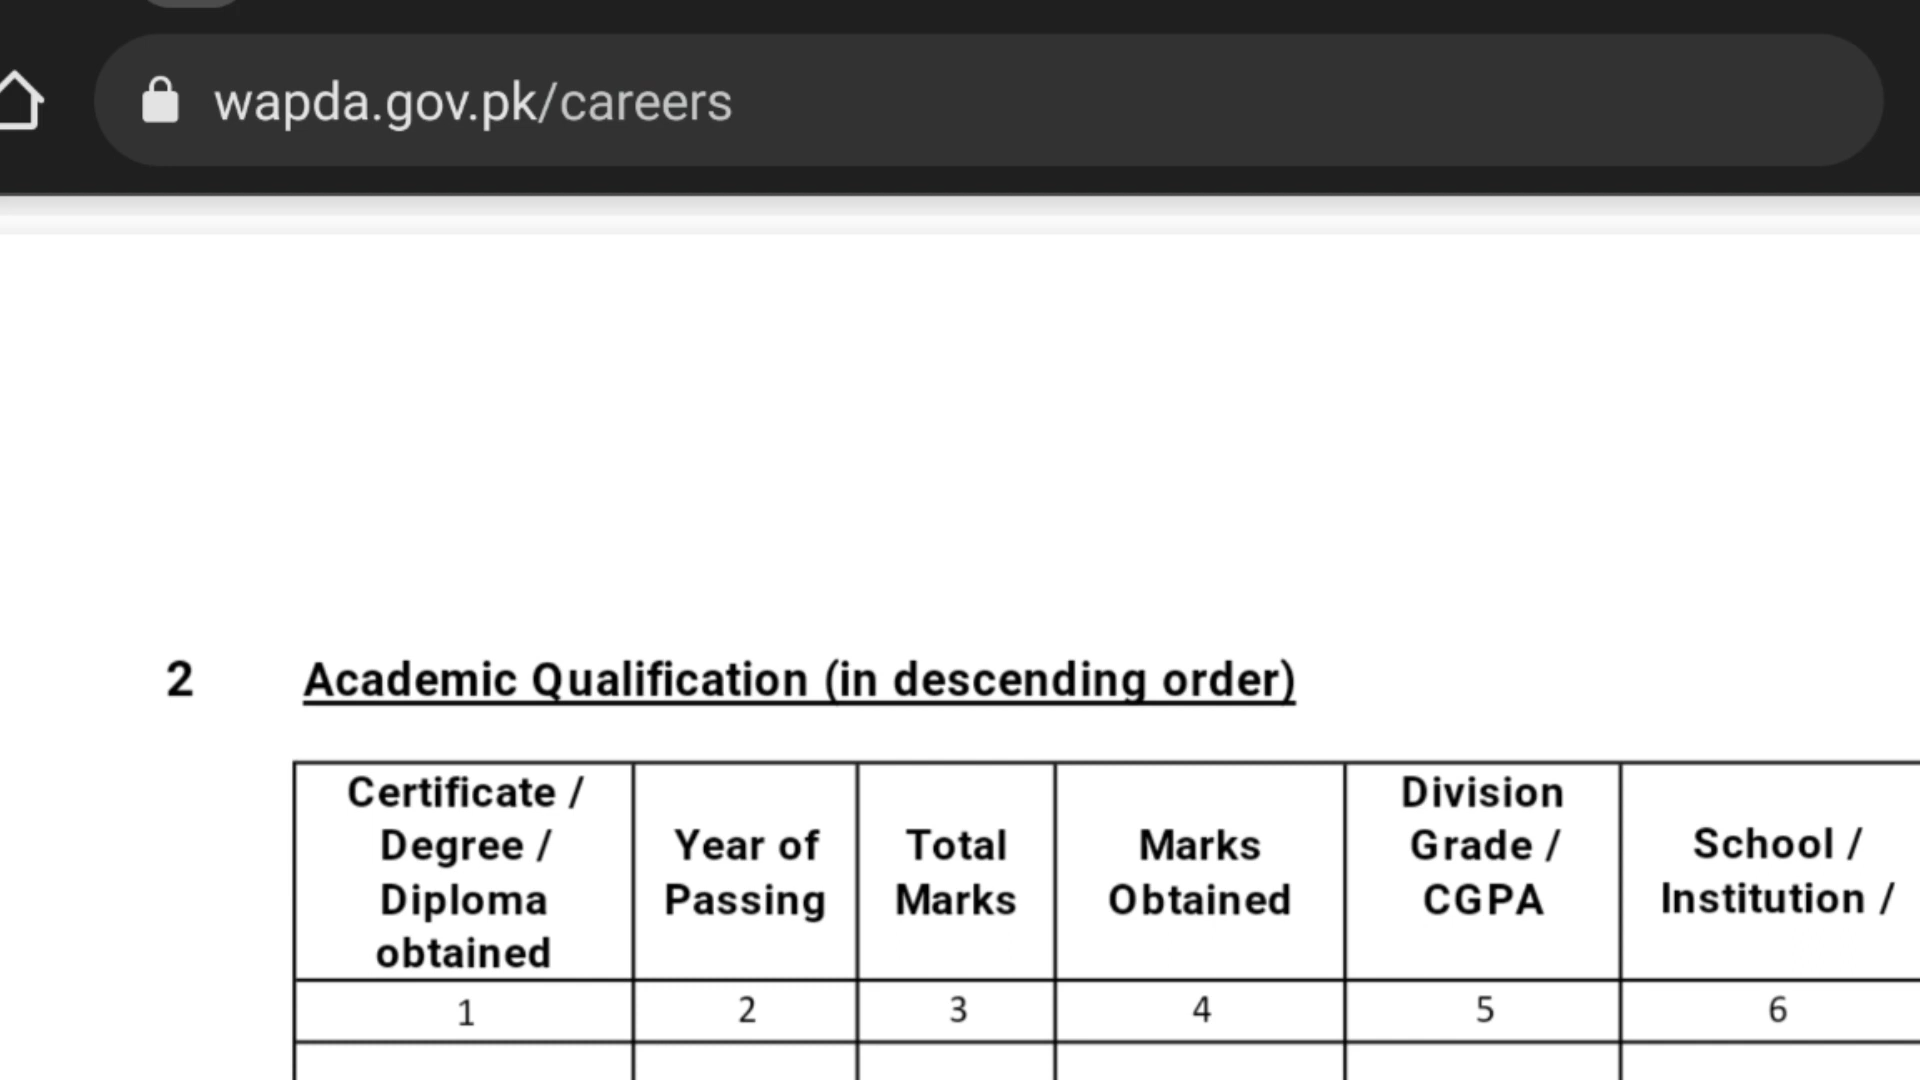 wapda.gov.pk/careers
2 Academic Qualification (in descending order)
Certificate /
Degree /
Diploma
obtained
Year of
Passing
Total
Marks
Marks
Obtained
Division
Grade /
CGPA
School /
Institution /
1 2 3 4 5 6